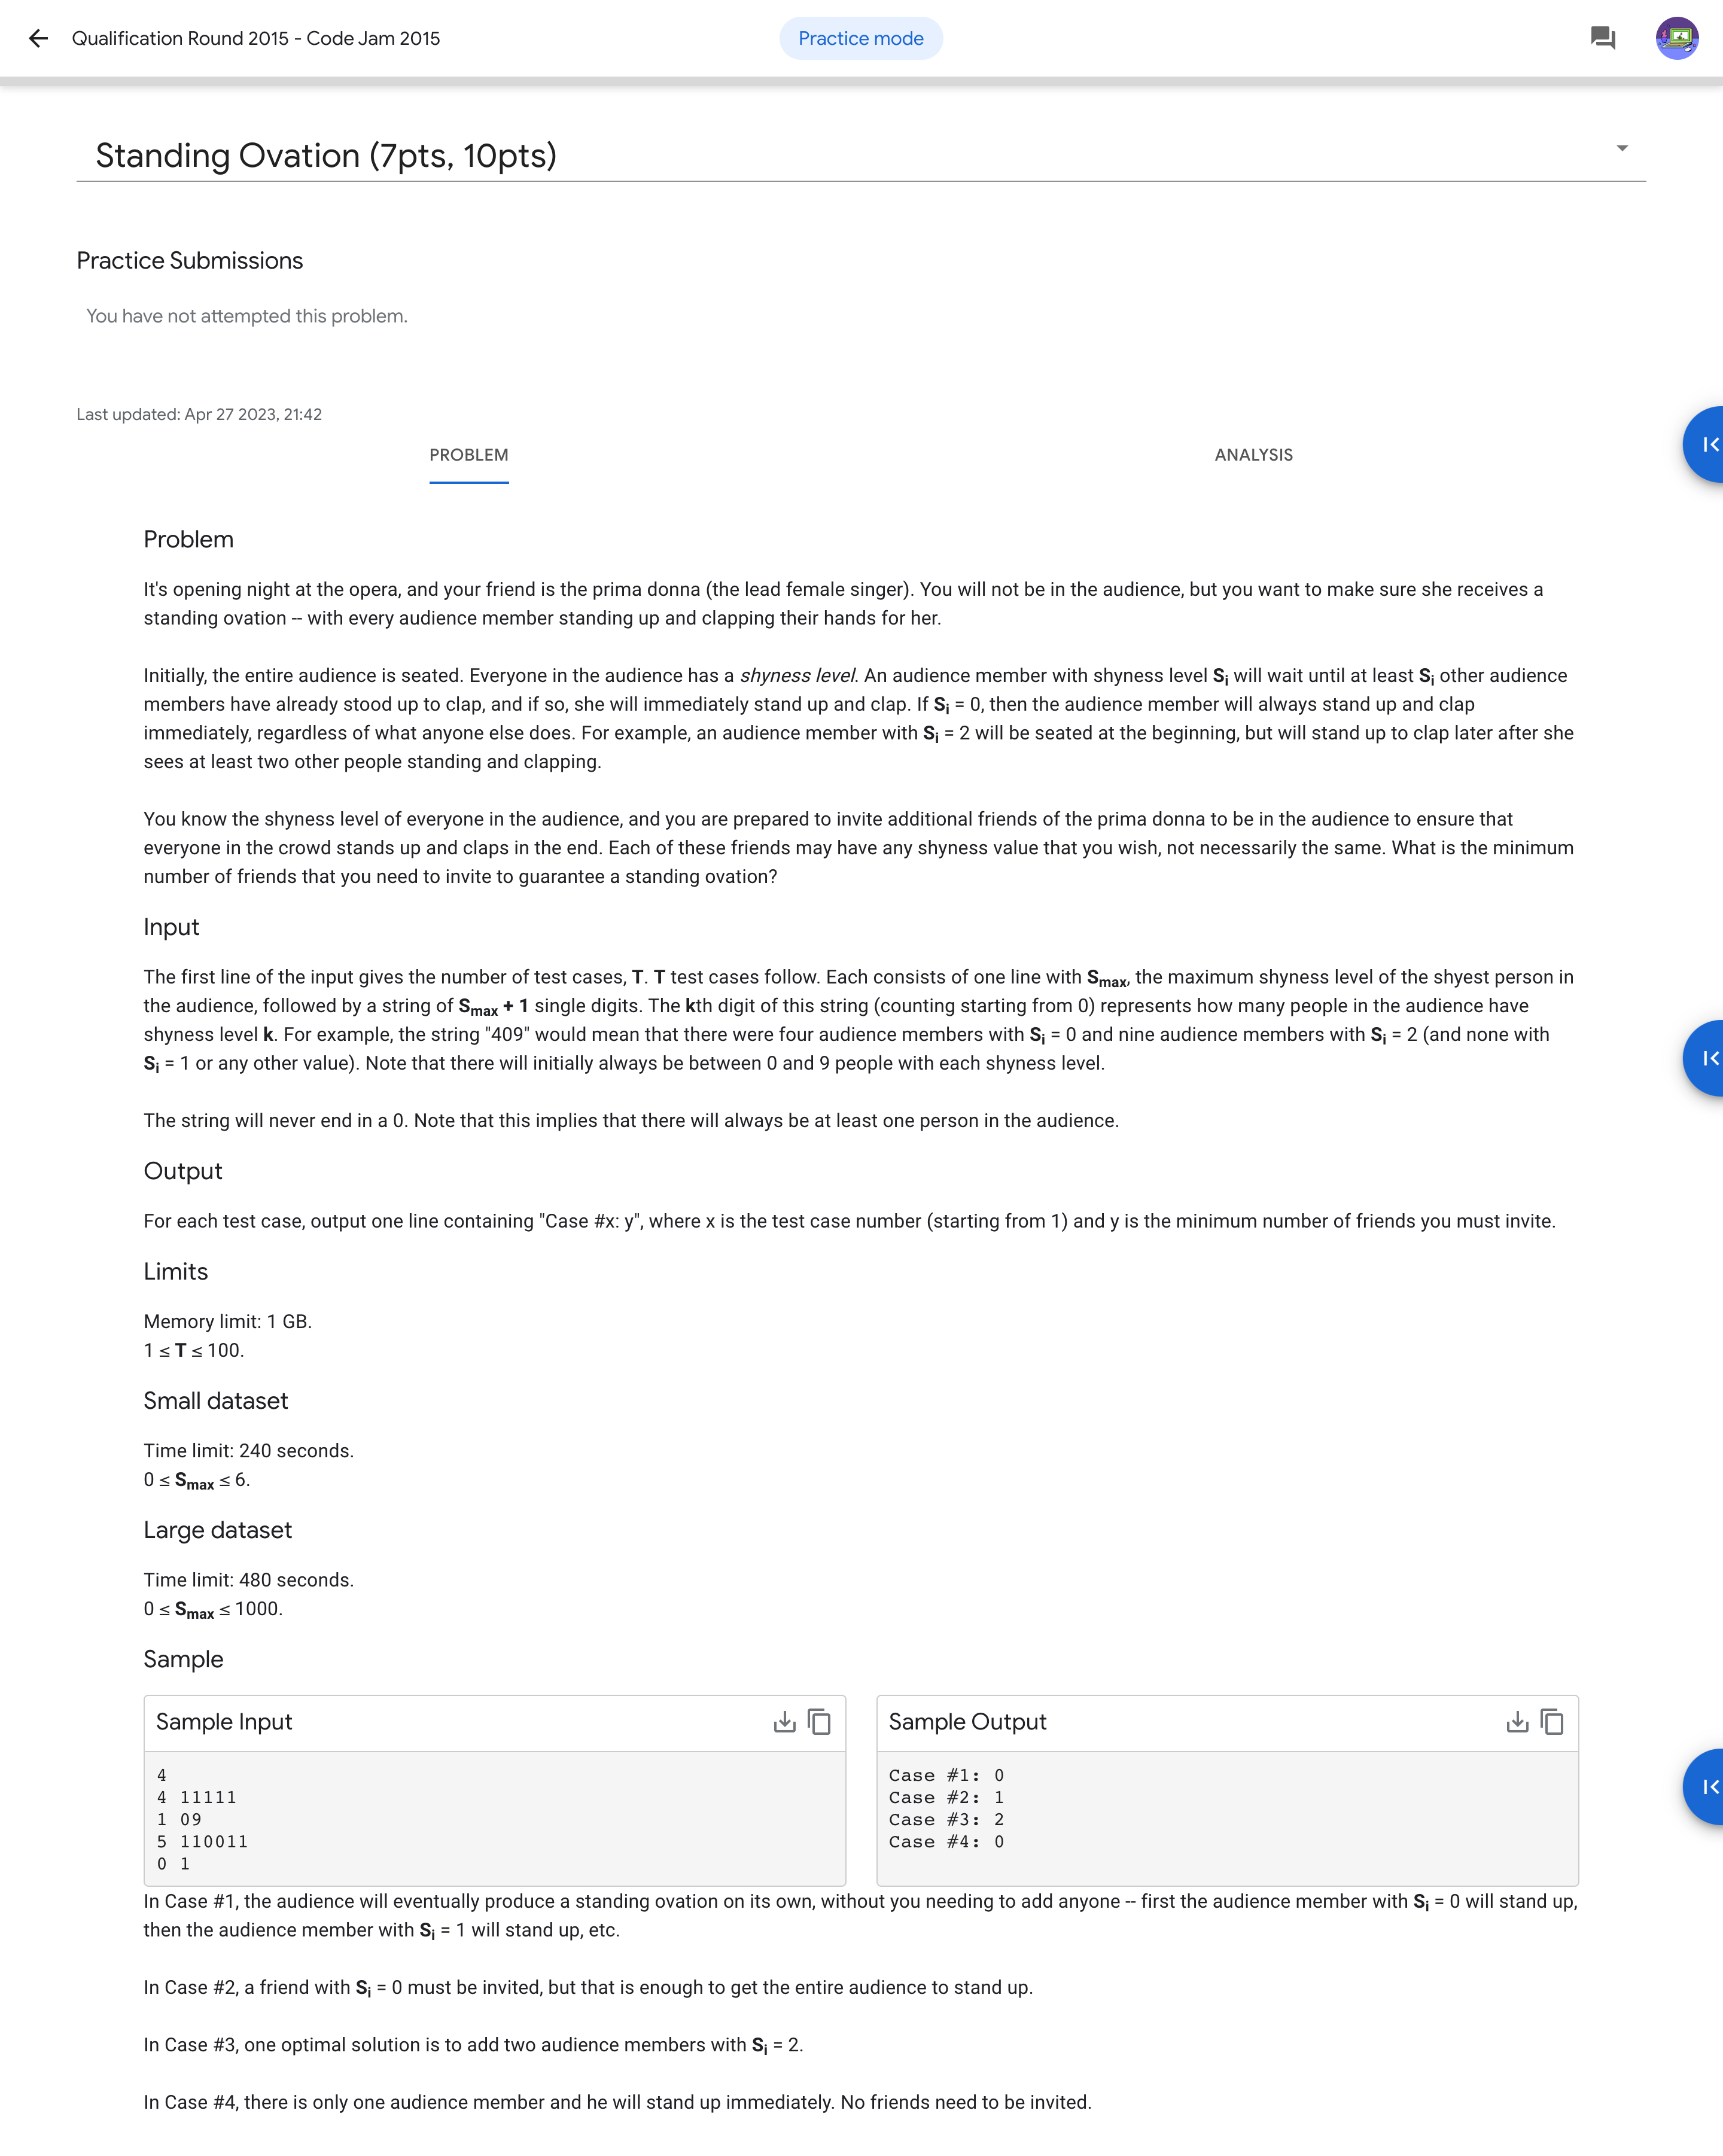 Qualification Round 2015 - Code Jam 2015
Practice mode
Standing Ovation (7pts, 10pts)
Practice Submissions
You have not attempted this problem.
Last updated: Apr 27 2023, 21:42
PROBLEM
ANALYSIS
Problem
It's opening night at the opera, and your friend is the prima donna (the lead female singer). You will not be in the audience, but you want to make sure she receives a
standing ovation -- with every audience member standing up and clapping their hands for her.
Initially, the entire audience is seated. Everyone in the audience has a shyness level. An audience member with shyness level Si will wait until at least Si other audience
members have already stood up to clap, and if so, she will immediately stand up and clap. If Si = 0, then the audience member will always stand up and clap
immediately, regardless of what anyone else does. For example, an audience member with Si = 2 will be seated at the beginning, but will stand up to clap later after she
sees at least two other people standing and clapping.
You know the shyness level of everyone in the audience, and you are prepared to invite additional friends of the prima donna to be in the audience to ensure that
everyone in the crowd stands up and claps in the end. Each of these friends may have any shyness value that you wish, not necessarily the same. What is the minimum
number of friends that you need to invite to guarantee a standing ovation?
Input
The first line of the input gives the number of test cases, T. T test cases follow. Each consists of one line with Smax, the maximum shyness level of the shyest person in
the audience, followed by a string of Smax + 1 single digits. The kth digit of this string (counting starting from 0) represents how many people in the audience have
shyness level k. For example, the string "409" would mean that there were four audience members with Si = 0 and nine audience members with Si = 2 (and none with
Si = 1 or any other value). Note that there will initially always be between 0 and 9 people with each shyness level.
The string will never end in a 0. Note that this implies that there will always be at least one person in the audience.
Output
For each test case, output one line containing "Case #x: y", where x is the test case number (starting from 1) and y is the minimum number of friends you must invite.
Limits
Memory limit: 1 GB.
1 ≤ T ≤ 100.
Small dataset
Time limit: 240 seconds.
0 ≤ Smax ≤ 6.
Large dataset
Time limit: 480 seconds.
0 ≤ Smax ≤ 1000.
Sample
Sample Input
4
4 11111
1 09
5 110011
0 1
Sample Output
Case #1: 0
Case #2: 1
Case #3: 2
Case #4: 0
In Case #1, the audience will eventually produce a standing ovation on its own, without you needing to add anyone -- first the audience member with Si = 0 will stand up,
then the audience member with Si = 1 will stand up, etc.
In Case #2, a friend with Si = 0 must be invited, but that is enough to get the entire audience to stand up.
In Case #3, one optimal solution is to add two audience members with Si = 2.
In Case #4, there is only one audience member and he will stand up immediately. No friends need to be invited.